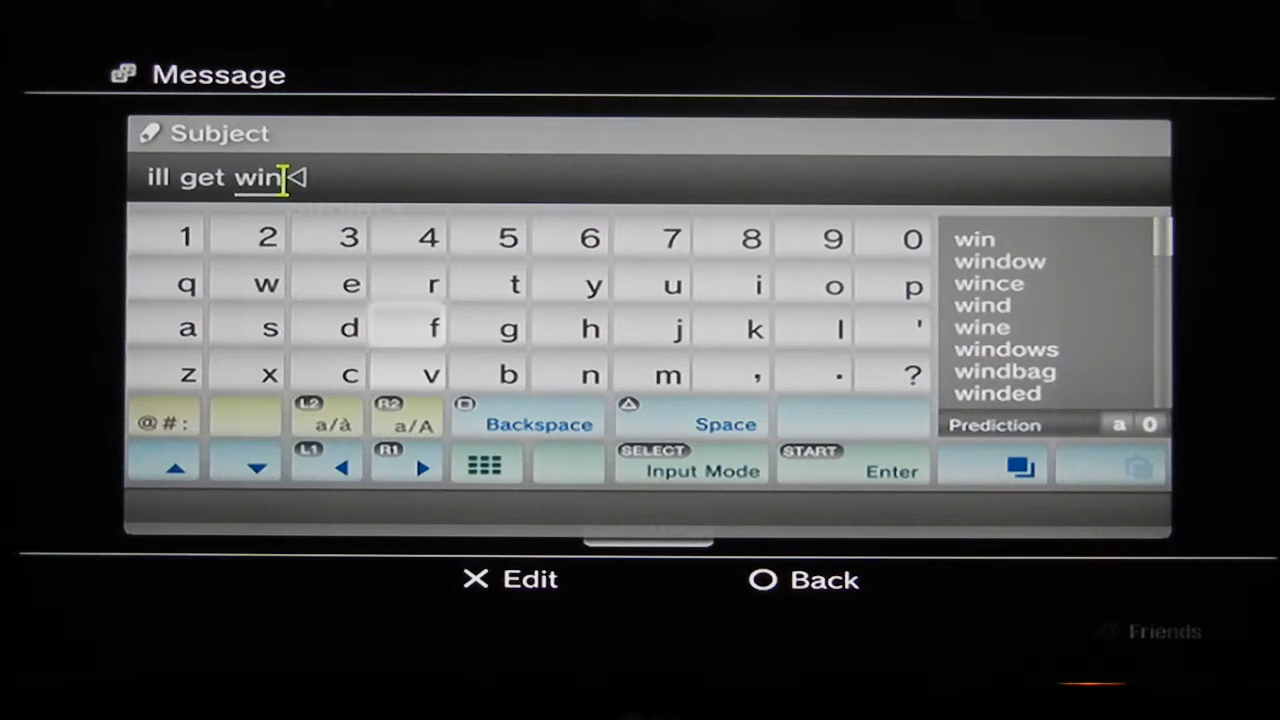 Message
Subject
ill get win
1 2 3 4 5 6 7 8 9 0
q w e r t y u i o p
a s d f g h j k l '
z x c v b n m , . ?
win
window
wince
wind
wine
windows
windbag
winded
@#: L2 a/à R2 a/A Backspace Space
Prediction a 0
L1 R1 SELECT Input Mode START Enter
Edit Back
Friends